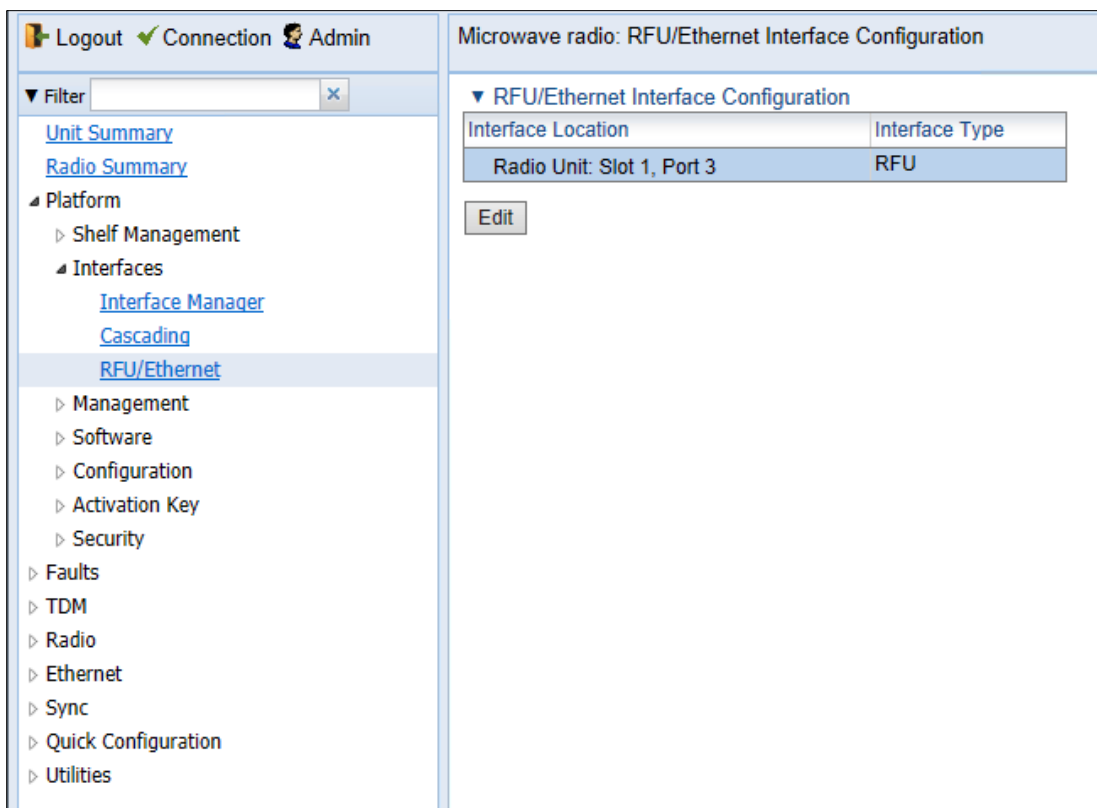 Logout Connection Admin
Microwave radio: RFU/Ethernet Interface Configuration
▼ Filter
Unit Summary
Radio Summary
Platform
Shelf Management
Interfaces
Interface Manager
Cascading
RFU/Ethernet
Management
Software
Configuration
Activation Key
Security
Faults
TDM
Radio
Ethernet
Sync
Quick Configuration
Utilities
▼ RFU/Ethernet Interface Configuration
Interface Location Interface Type
Radio Unit: Slot 1, Port 3 RFU
Edit